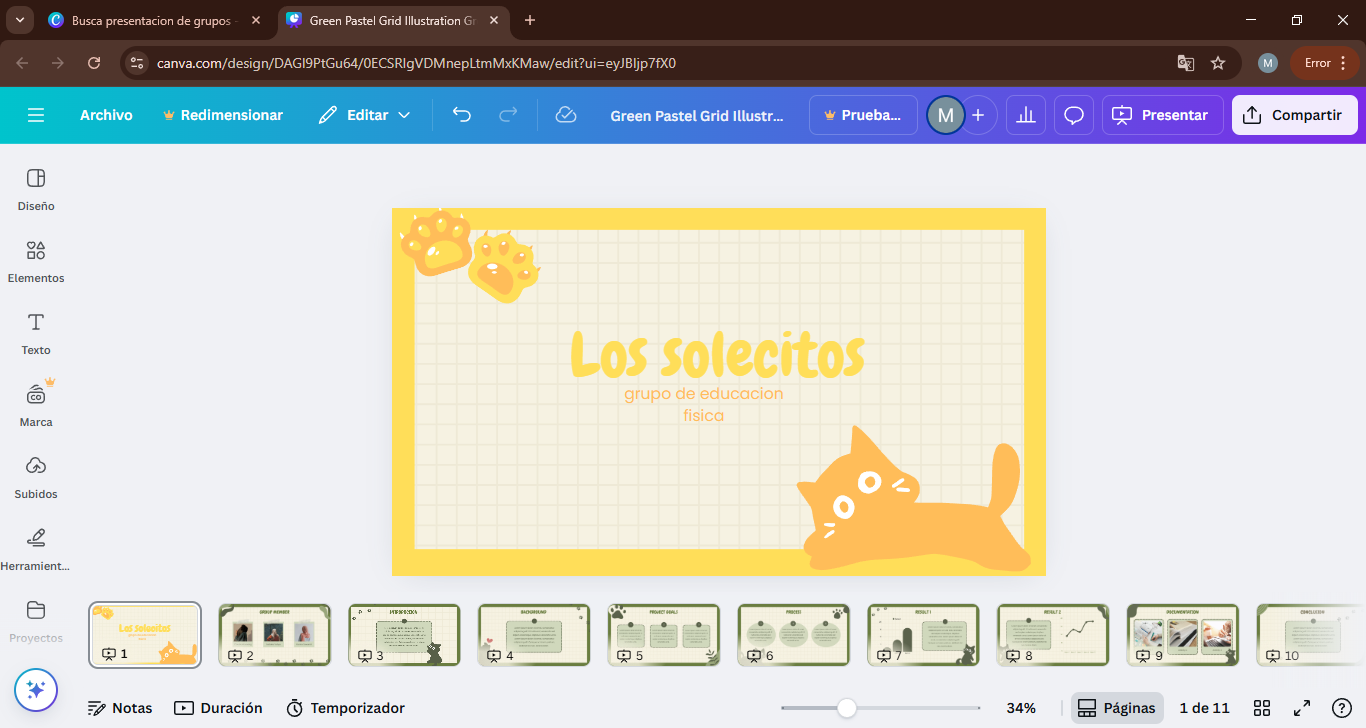 Busca presentacion de grupos
Green Pastel Grid Illustration Gr
canva.com/design/DAGl9PtGu64/0ECSRlgVDMnepLtmMxKMaw/edit?ui=eyJBljp7fX0
M
Error
Archivo
Redimensionar
Editar
Green Pastel Grid Illustr...
Prueba...
M
Presentar
Compartir
Diseño
Elementos
Texto
Marca
Subidos
Herramient...
Proyectos
Los solecitos
grupo de educacion
fisica
Los solecitos
1
GROUP MEMBER
2
INTRODUCTION
3
BACKGROUND
4
PROJECT GOALS
5
PROCESS
6
RESULT 1
7
RESULT 2
8
DOCUMENTATION
9
CONCLUSION
10
Notas
Duración
Temporizador
34%
Páginas
1 de 11